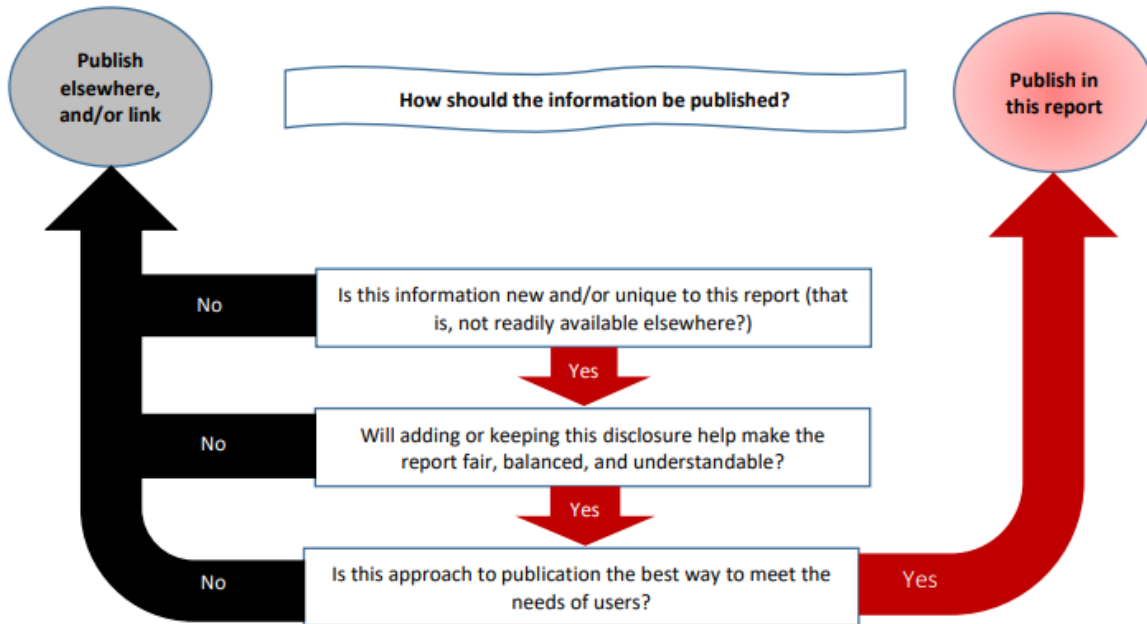 Publish
elsewhere,
and/or link
How should the information be published?
Publish in
this report
No
Is this information new and/or unique to this report (that
is, not readily available elsewhere?)
Yes
No
Will adding or keeping this disclosure help make the
report fair, balanced, and understandable?
Yes
No
Is this approach to publication the best way to meet the
needs of users?
Yes